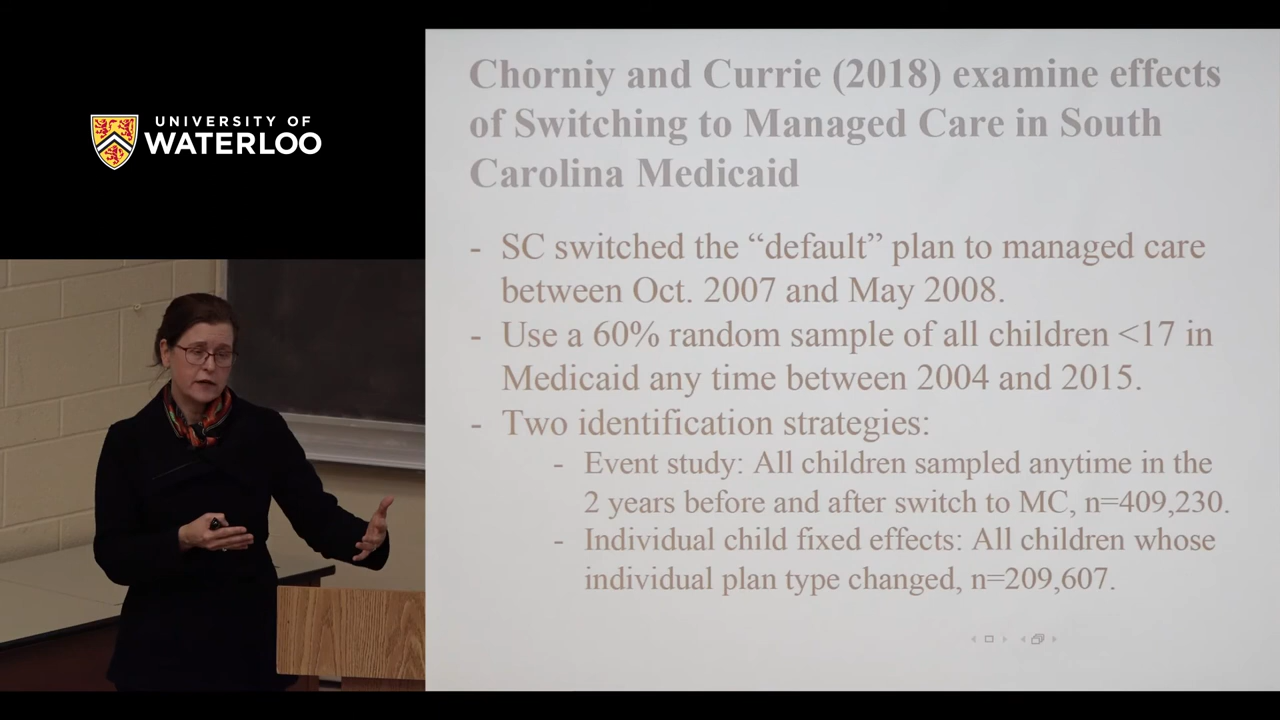 UNIVERSITY OF
WATERLOO
Chorniy and Currie (2018) examine effects
of Switching to Managed Care in South
Carolina Medicaid
- SC switched the “default” plan to managed care
between Oct. 2007 and May 2008.
- Use a 60% random sample of all children <17 in
Medicaid any time between 2004 and 2015.
- Two identification strategies:
- Event study: All children sampled anytime in the
2 years before and after switch to MC, n=409,230.
- Individual child fixed effects: All children whose
individual plan type changed, n=209,607.